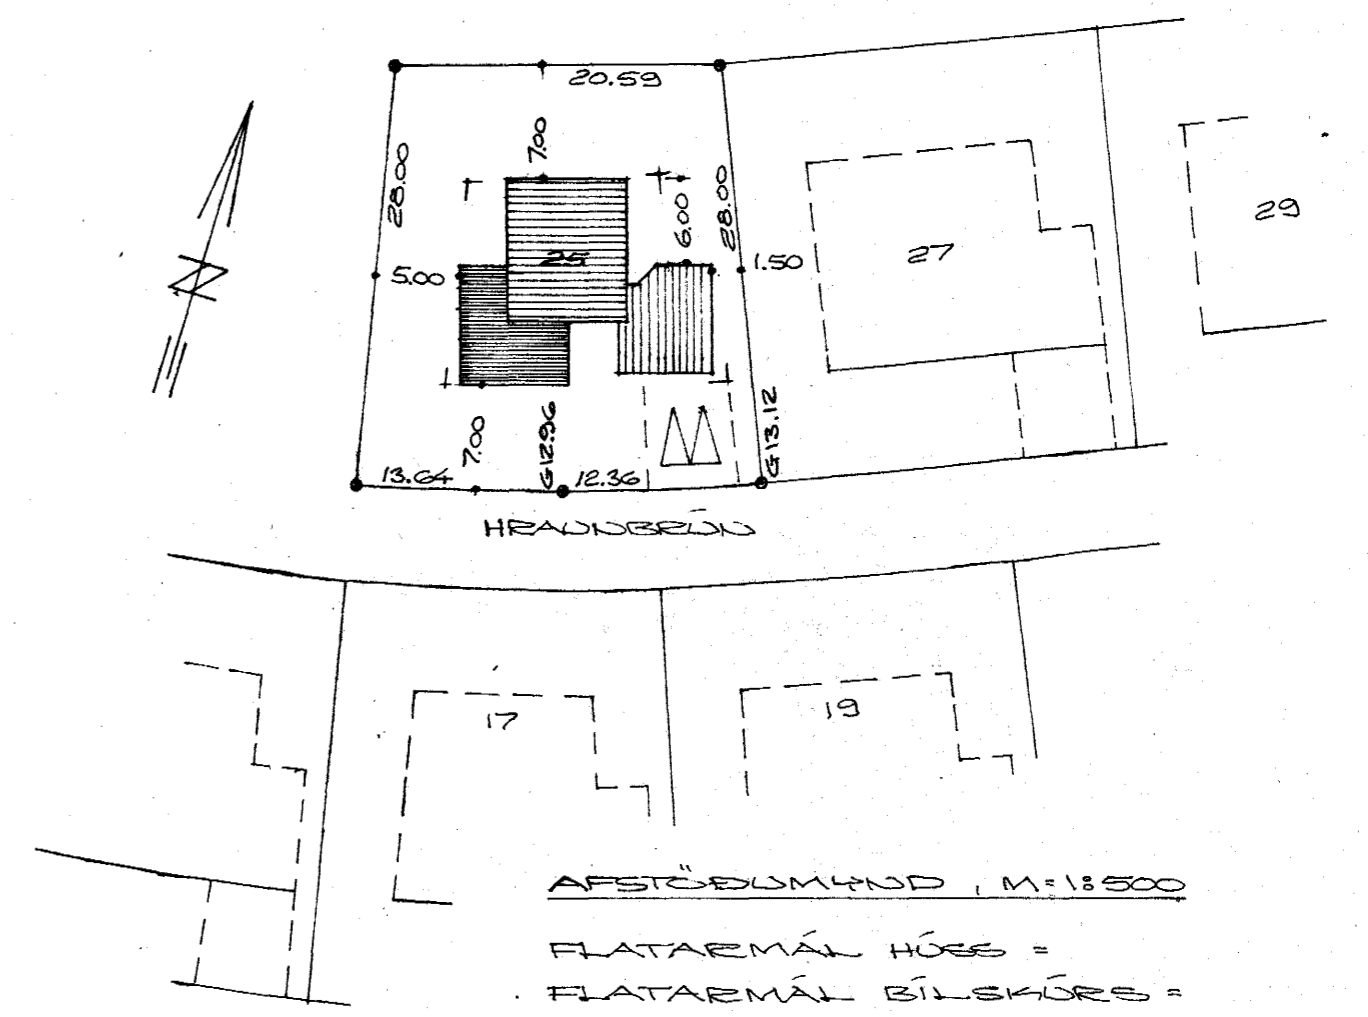 20.59
7.00
28.00
6.00
28.00
5.00
25
1.50
27
29
N
7.00
G12.96
G13.12
13.64
12.36
HRAUNBRÚN
17
19
AFSTÖÐUMYND , M=1:500
FLATARMÁL HÚSS =
FLATARMÁL BÍLSKÚRS =